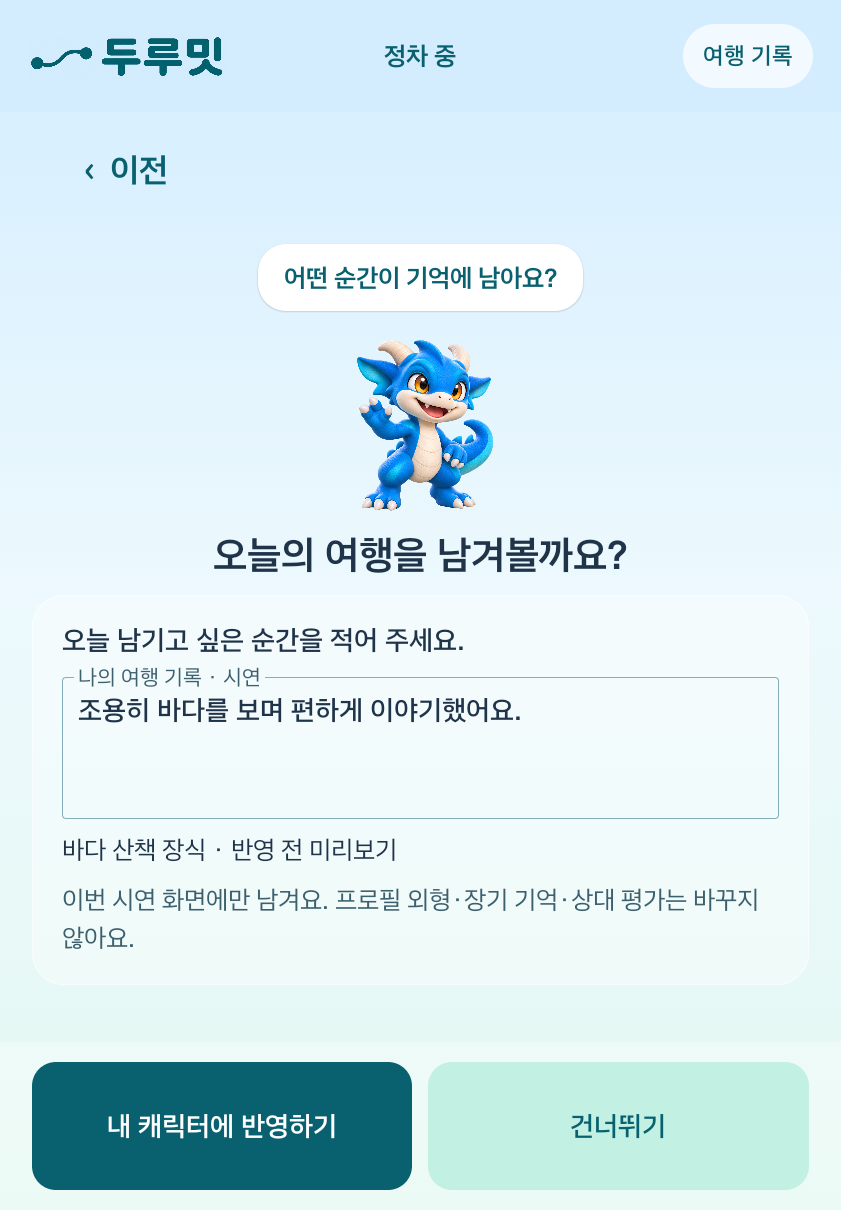 두루밋
정차 중
여행 기록
‹ 이전
어떤 순간이 기억에 남아요?
오늘의 여행을 남겨볼까요?
오늘 남기고 싶은 순간을 적어 주세요.
나의 여행 기록 · 시연
조용히 바다를 보며 편하게 이야기했어요.
바다 산책 장식 · 반영 전 미리보기
이번 시연 화면에만 남겨요. 프로필 외형·장기 기억·상대 평가는 바꾸지
않아요.
내 캐릭터에 반영하기
건너뛰기